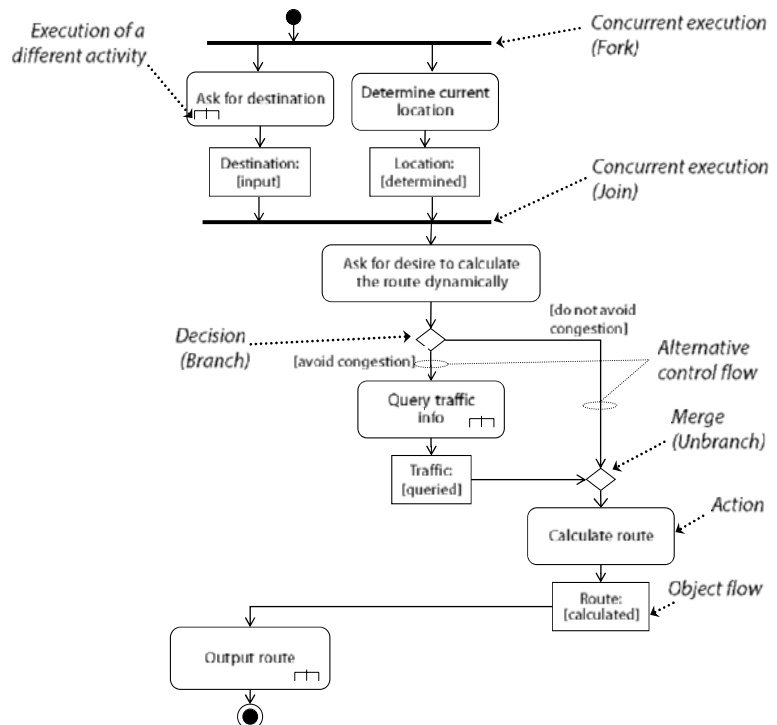 Execution of a
different activity
Concurrent execution
(Fork)
Ask for destination
Determine current
location
Destination:
[input]
Location:
[determined]
Concurrent execution
(Join)
Ask for desire to calculate
the route dynamically
[do not avoid
congestion]
Decision
(Branch)
[avoid congestion]
Alternative
control flow
Query traffic
info
Merge
(Unbranch)
Traffic:
[queried]
Action
Calculate route
Object flow
Route:
[calculated]
Output route